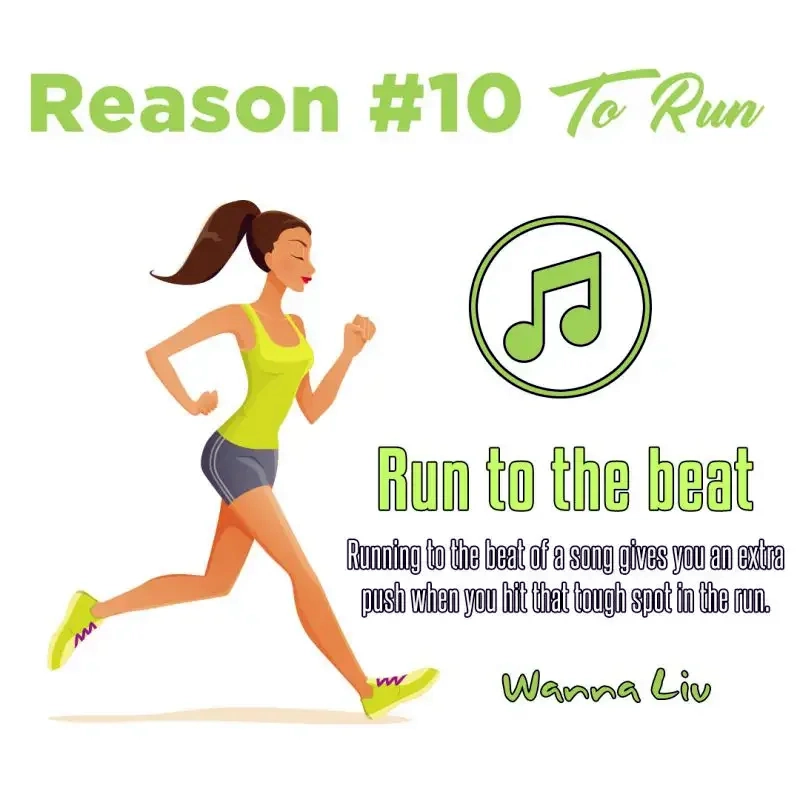 Reason #10 To Run
Run to the beat
Running to the beat of a song gives you an extra
push when you hit that tough spot in the run.
Wanna Liv